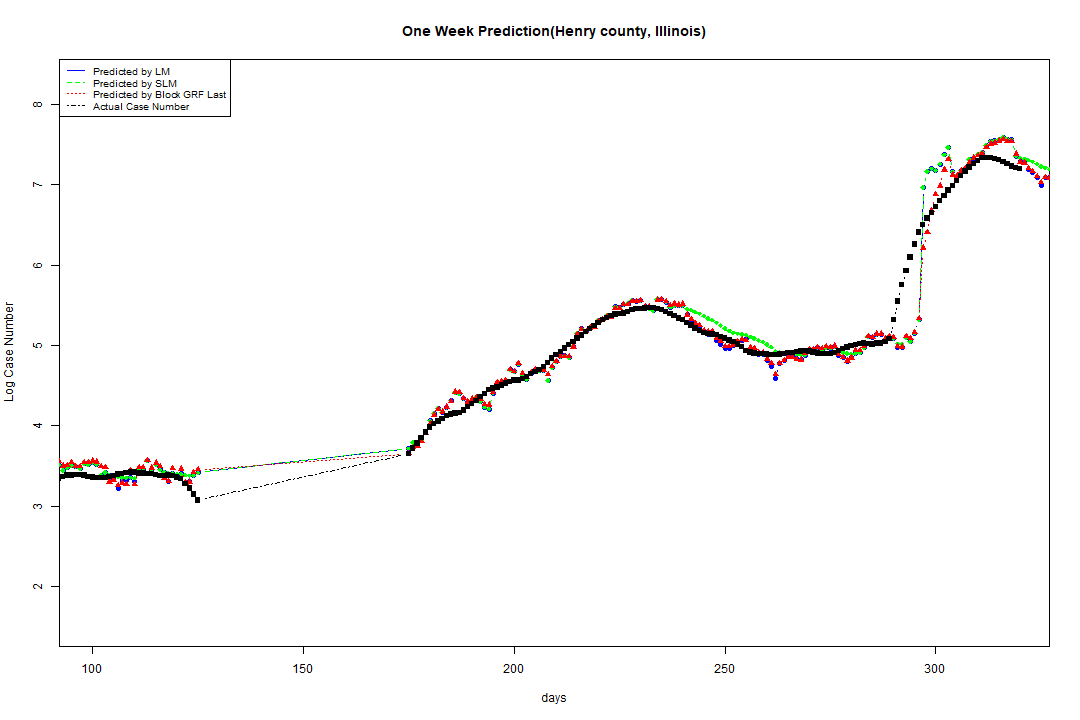 One Week Prediction(Henry county, Illinois)
Predicted by LM
Predicted by SLM
Predicted by Block GRF Last
Actual Case Number
8
7
6
5
4
3
2
Log Case Number
100 150 200 250 300
days